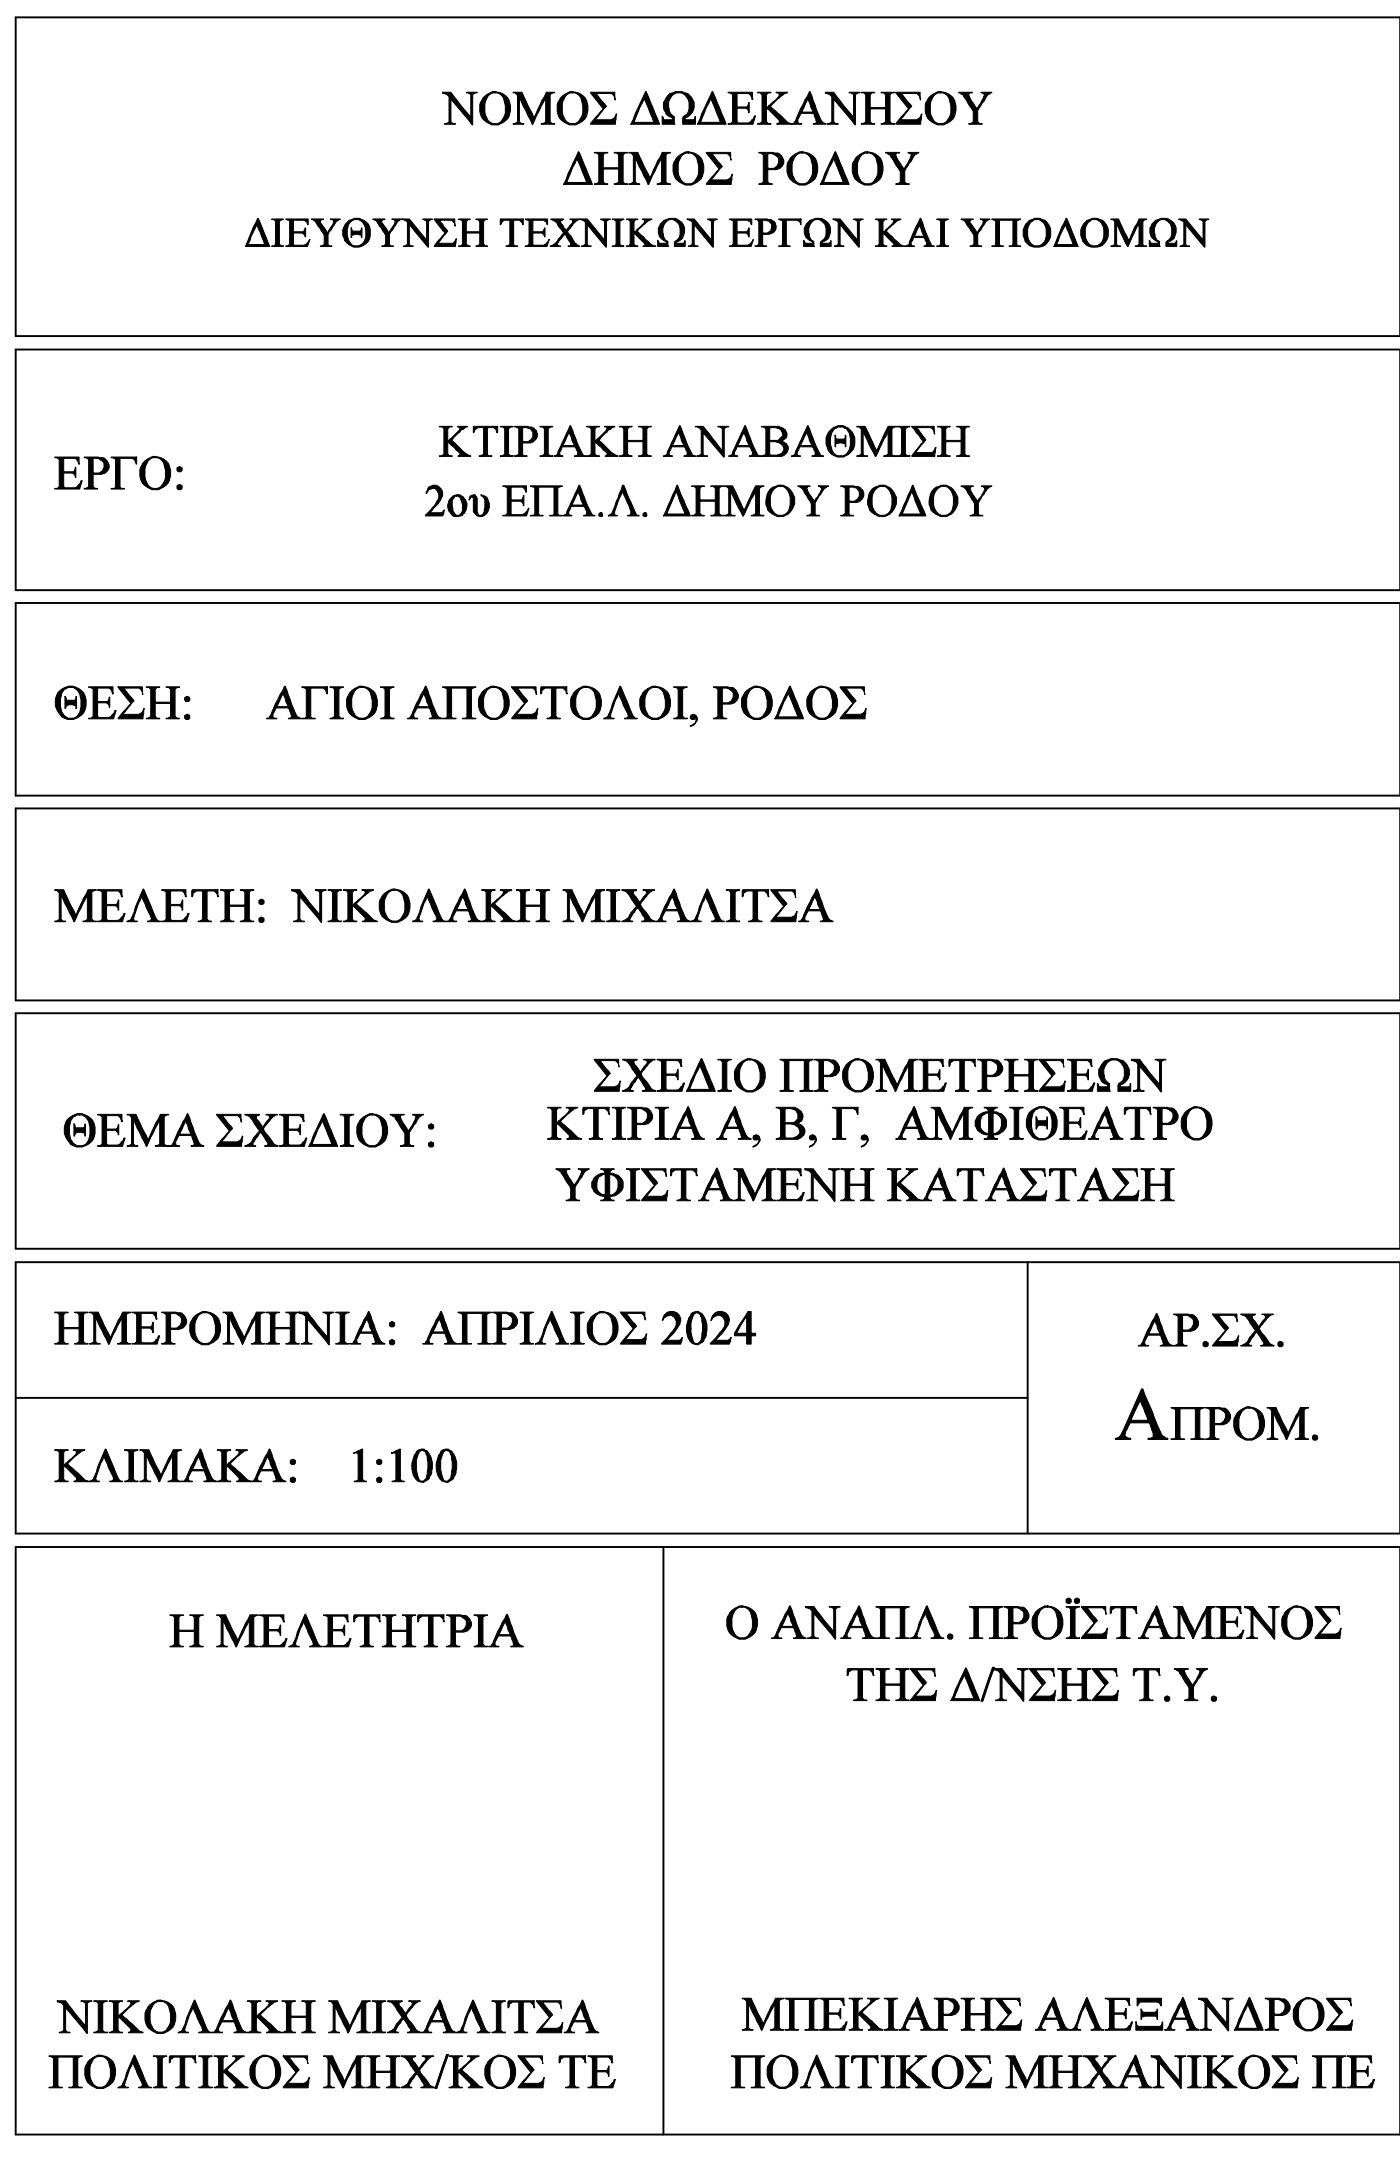 ΝΟΜΟΣ ΔΩΔΕΚΑΝΗΣΟΥ
ΔΗΜΟΣ ΡΟΔΟΥ
ΔΙΕΥΘΥΝΣΗ ΤΕΧΝΙΚΩΝ ΕΡΓΩΝ ΚΑΙ ΥΠΟΔΟΜΩΝ
ΕΡΓΟ:
ΚΤΙΡΙΑΚΗ ΑΝΑΒΑΘΜΙΣΗ
2ου ΕΠΑ.Λ. ΔΗΜΟΥ ΡΟΔΟΥ
ΘΕΣΗ: ΑΓΙΟΙ ΑΠΟΣΤΟΛΟΙ, ΡΟΔΟΣ
ΜΕΛΕΤΗ: ΝΙΚΟΛΑΚΗ ΜΙΧΑΛΙΤΣΑ
ΘΕΜΑ ΣΧΕΔΙΟΥ:
ΣΧΕΔΙΟ ΠΡΟΜΕΤΡΗΣΕΩΝ
ΚΤΙΡΙΑ Α, Β, Γ, ΑΜΦΙΘΕΑΤΡΟ
ΥΦΙΣΤΑΜΕΝΗ ΚΑΤΑΣΤΑΣΗ
ΗΜΕΡΟΜΗΝΙΑ: ΑΠΡΙΛΙΟΣ 2024
ΚΛΙΜΑΚΑ: 1:100
ΑΡ.ΣΧ.
ΑΠΡΟΜ.
Η ΜΕΛΕΤΗΤΡΙΑ
ΝΙΚΟΛΑΚΗ ΜΙΧΑΛΙΤΣΑ
ΠΟΛΙΤΙΚΟΣ ΜΗΧ/ΚΟΣ ΤΕ
Ο ΑΝΑΠΛ. ΠΡΟΪΣΤΑΜΕΝΟΣ
ΤΗΣ Δ/ΝΣΗΣ Τ.Υ.
ΜΠΕΚΙΑΡΗΣ ΑΛΕΞΑΝΔΡΟΣ
ΠΟΛΙΤΙΚΟΣ ΜΗΧΑΝΙΚΟΣ ΠΕ